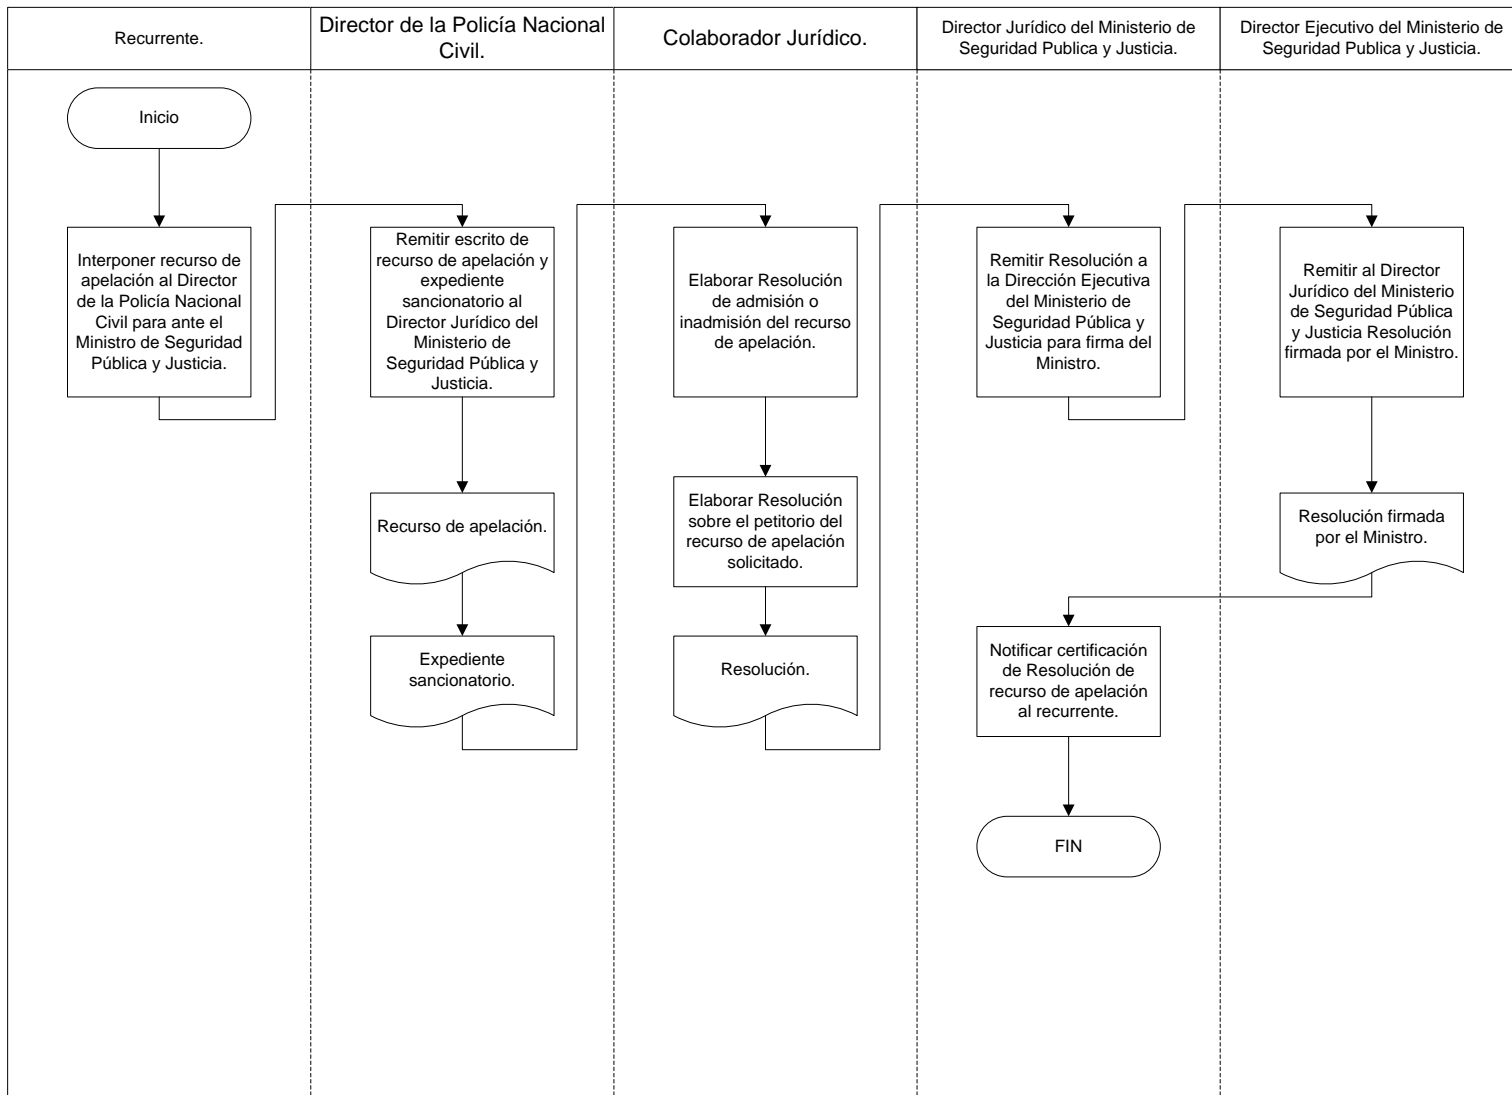 Recurrente.
Director de la Policía Nacional
Civil.
Colaborador Jurídico.
Director Jurídico del Ministerio de
Seguridad Publica y Justicia.
Director Ejecutivo del Ministerio de
Seguridad Publica y Justicia.
Inicio
Interponer recurso de
apelación al Director
de la Policía Nacional
Civil para ante el
Ministro de Seguridad
Pública y Justicia.
Remitir escrito de
recurso de apelación y
expediente
sancionatorio al
Director Jurídico del
Ministerio de
Seguridad Pública y
Justicia.
Recurso de apelación.
Expediente
sancionatorio.
Elaborar Resolución
de admisión o
inadmisión del recurso
de apelación.
Elaborar Resolución
sobre el petitorio del
recurso de apelación
solicitado.
Resolución.
Remitir Resolución a
la Dirección Ejecutiva
del Ministerio de
Seguridad Pública y
Justicia para firma del
Ministro.
Remitir al Director
Jurídico del Ministerio
de Seguridad Pública
y Justicia Resolución
firmada por el Ministro.
Resolución firmada
por el Ministro.
Notificar certificación
de Resolución de
recurso de apelación
al recurrente.
FIN